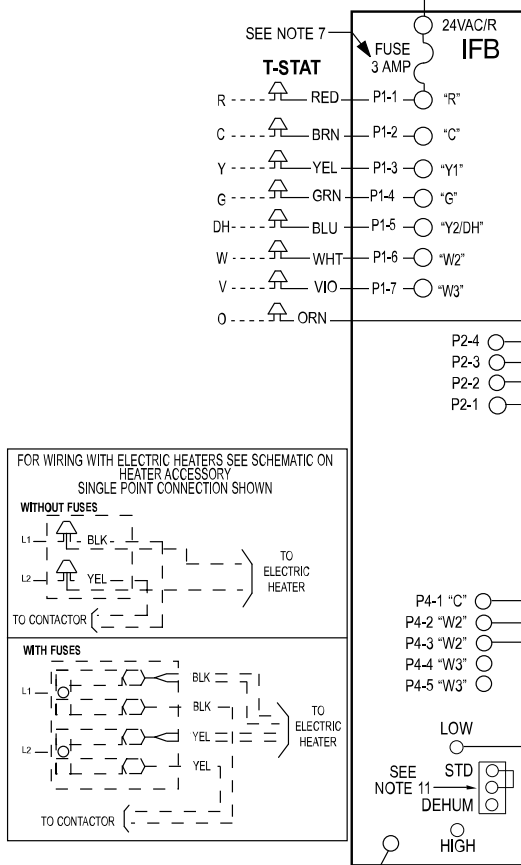 24VAC/R
SEE NOTE 7
FUSE
3 AMP
IFB
T-STAT
R RED P1-1 "R"
C BRN P1-2 "C"
Y YEL P1-3 "Y1"
G GRN P1-4 "G"
DH BLU P1-5 "Y2/DH"
W WHT P1-6 "W2"
V VIO P1-7 "W3"
O ORN
P2-4
P2-3
P2-2
P2-1
FOR WIRING WITH ELECTRIC HEATERS SEE SCHEMATIC ON
HEATER ACCESSORY
SINGLE POINT CONNECTION SHOWN
WITHOUT FUSES
L1 BLK
L2 YEL
TO
ELECTRIC
HEATER
TO CONTACTOR
WITH FUSES
L1
BLK
BLK
L2
YEL
YEL
TO
ELECTRIC
HEATER
TO CONTACTOR
P4-1 "C"
P4-2 "W2"
P4-3 "W2"
P4-4 "W3"
P4-5 "W3"
LOW
SEE
NOTE 11
STD
DEHUM
HIGH